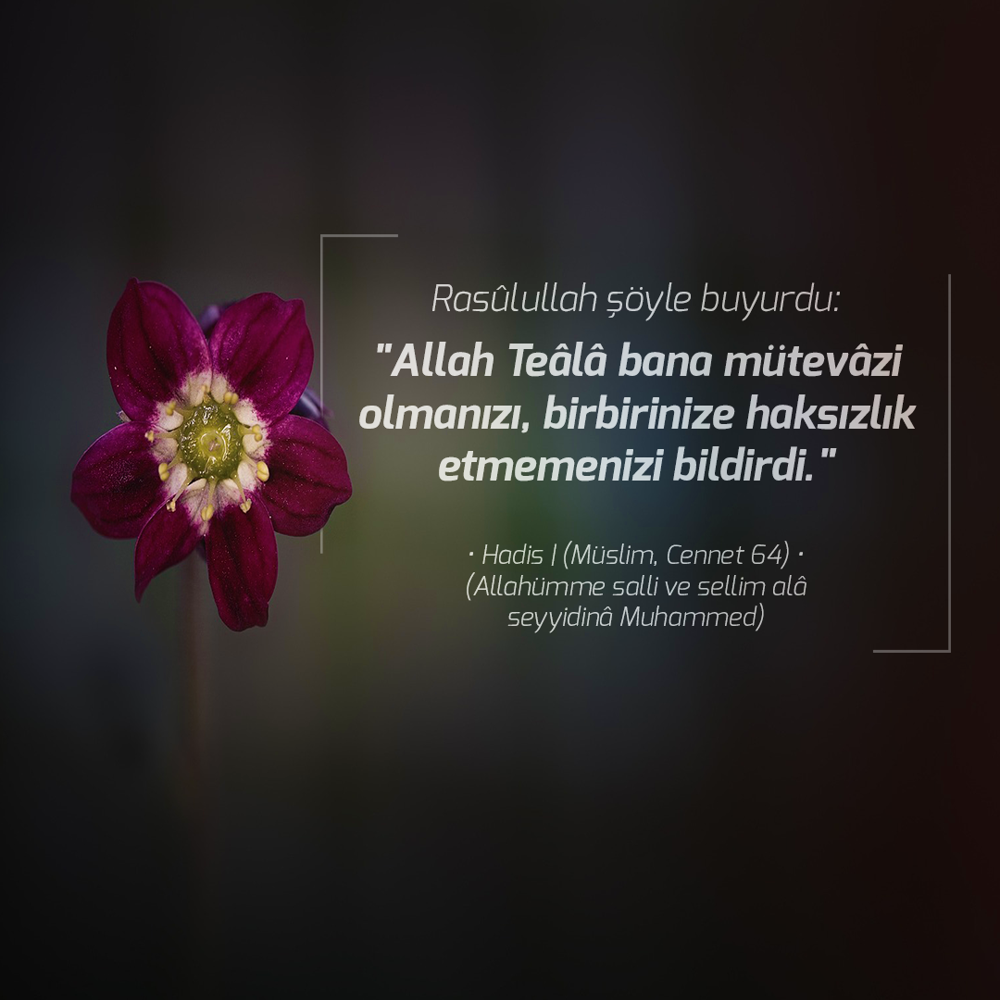 Rasûlullah şöyle buyurdu:
"Allah Teâlâ bana mütevâzi
olmanızı, birbirinize haksızlık
etmemenizi bildirdi."
• Hadis | (Müslim, Cennet 64) •
(Allahümme salli ve sellim alâ
seyyidinâ Muhammed)